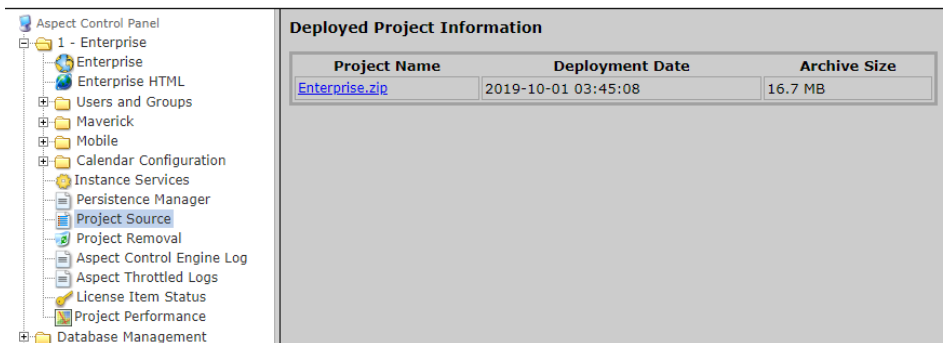 Aspect Control Panel
1 - Enterprise
Enterprise
Enterprise HTML
Users and Groups
Maverick
Mobile
Calendar Configuration
Instance Services
Persistence Manager
Project Source
Project Removal
Aspect Control Engine Log
Aspect Throttled Logs
License Item Status
Project Performance
Database Management
Deployed Project Information
Project Name Deployment Date Archive Size
Enterprise.zip 2019-10-01 03:45:08 16.7 MB